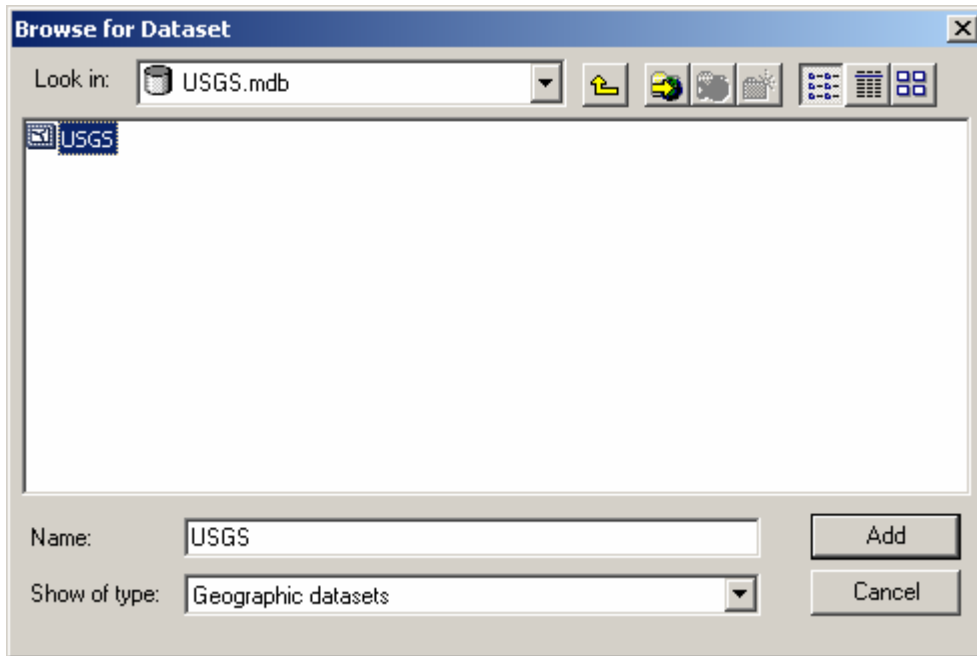 Browse for Dataset
Look in: USGS.mdb
USGS
Name: USGS Add
Show of type: Geographic datasets Cancel